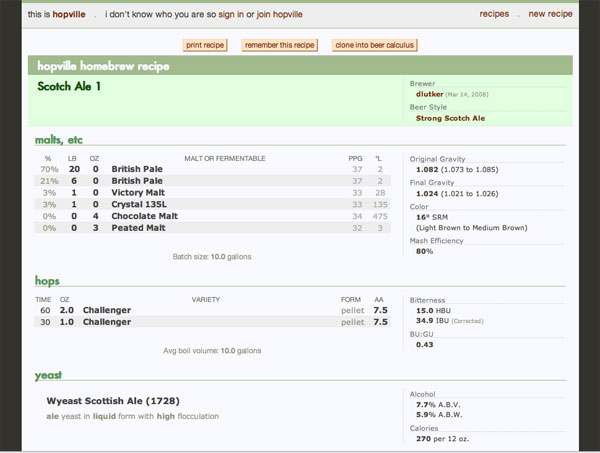 this is hopville . i don't know who you are so sign in or join hopville recipes . new recipe
print recipe remember this recipe clone into beer calculus
hopville homebrew recipe
Scotch Ale 1
Brewer
dlutker (Mar 14, 2008)
Beer Style
Strong Scotch Ale
malts, etc
% LB OZ MALT OR FERMENTABLE PPG °L
70% 20 0 British Pale 37 2
21% 6 0 British Pale 37 2
3% 1 0 Victory Malt 33 28
3% 1 0 Crystal 135L 33 135
0% 0 4 Chocolate Malt 34 475
0% 0 3 Peated Malt 32 3
Batch size: 10.0 gallons
Original Gravity
1.082 (1.073 to 1.085)
Final Gravity
1.024 (1.021 to 1.026)
Color
16° SRM
(Light Brown to Medium Brown)
Mash Efficiency
80%
hops
TIME OZ VARIETY FORM AA
60 2.0 Challenger pellet 7.5
30 1.0 Challenger pellet 7.5
Avg boil volume: 10.0 gallons
Bitterness
15.0 HBU
34.9 IBU (Corrected)
BU:GU
0.43
yeast
Wyeast Scottish Ale (1728)
ale yeast in liquid form with high flocculation
Alcohol
7.7% A.B.V.
5.9% A.B.W.
Calories
270 per 12 oz.